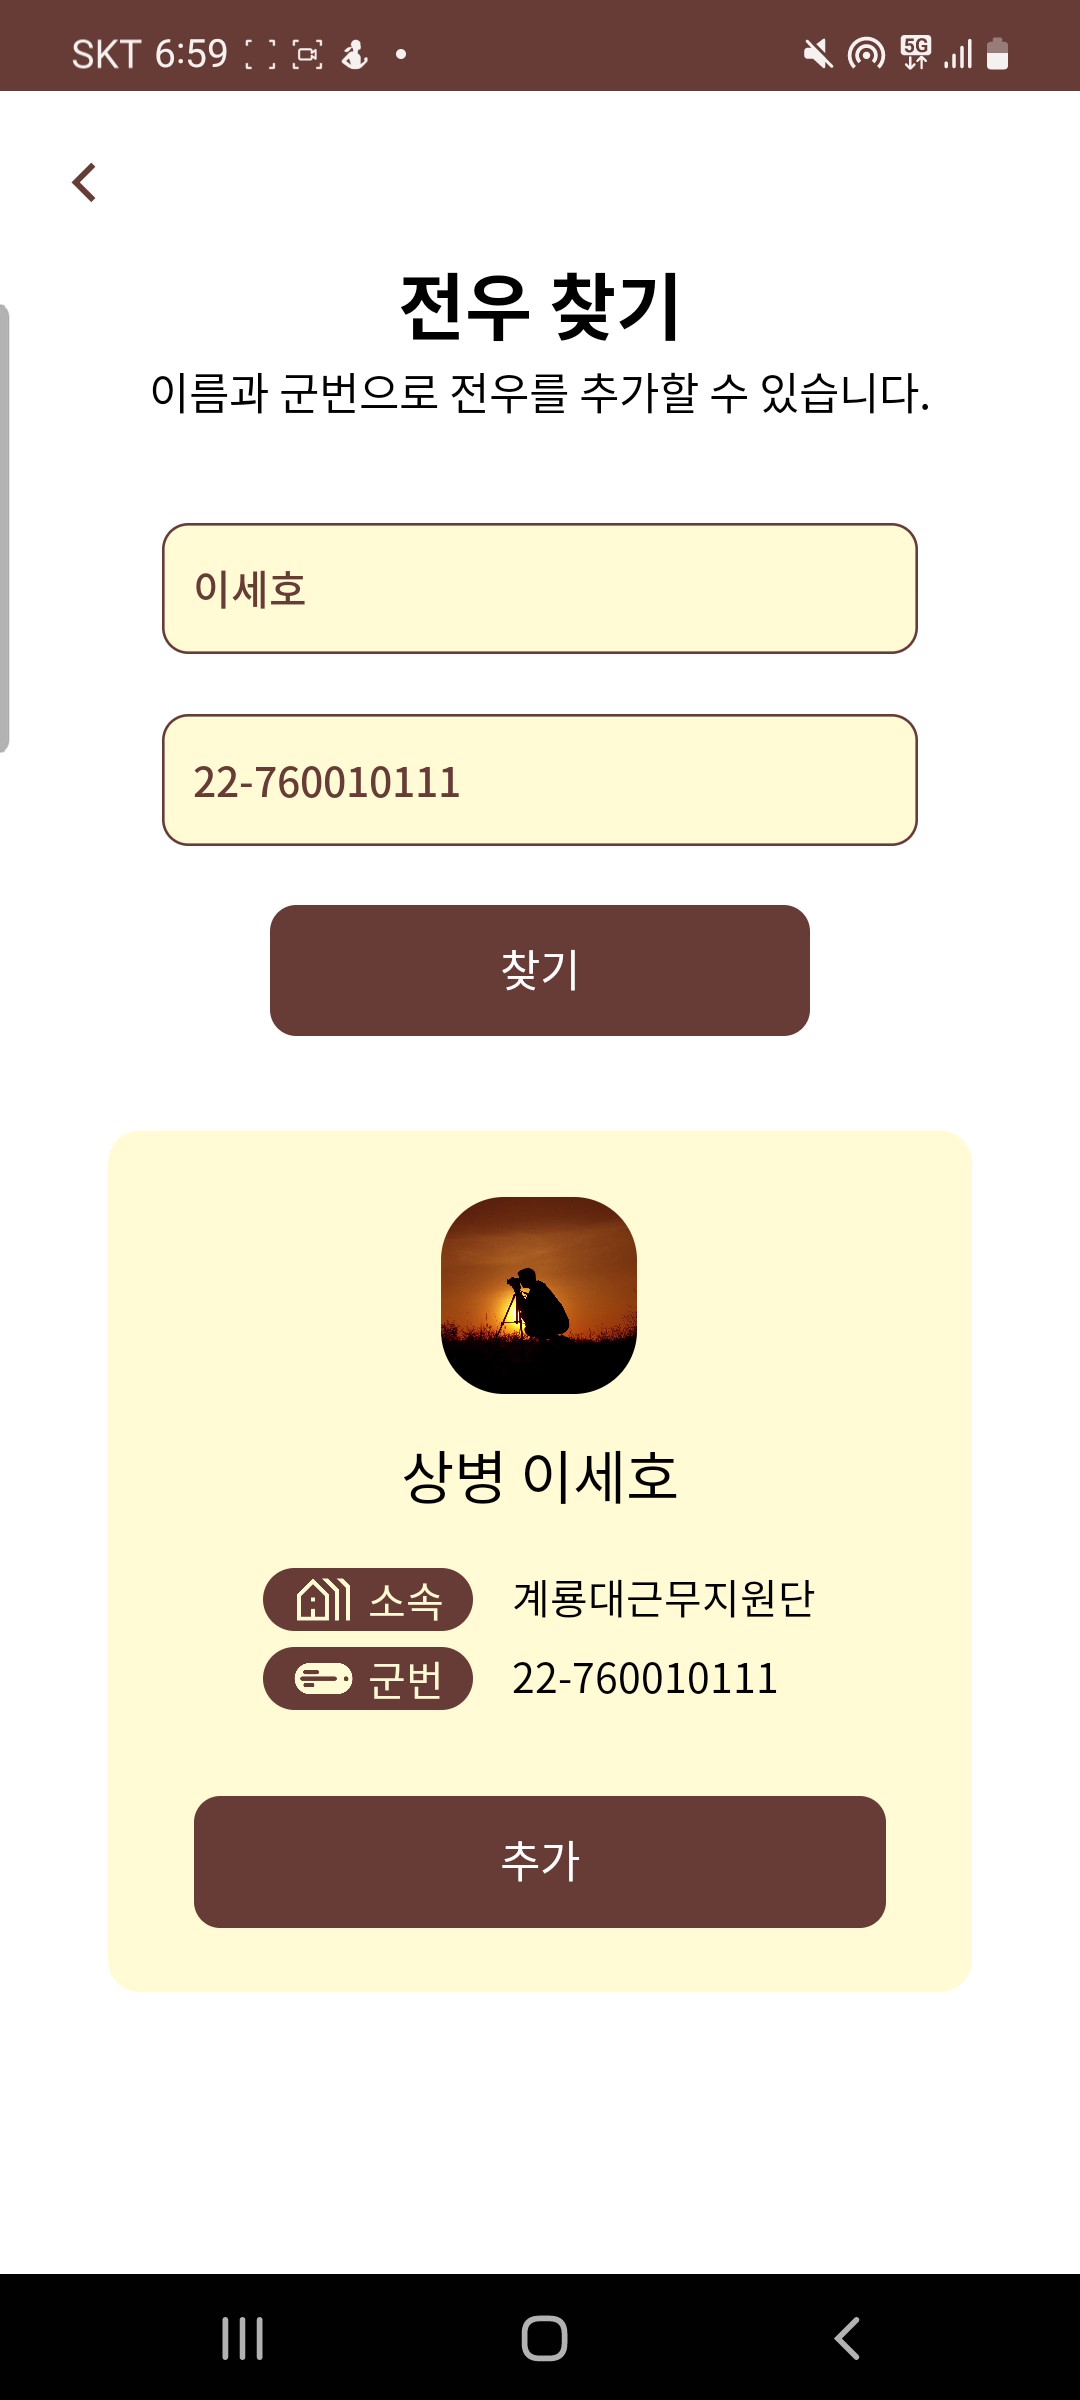 SKT 6:59
5G
전우 찾기
이름과 군번으로 전우를 추가할 수 있습니다.
이세호
22-760010111
찾기
상병 이세호
소속 계룡대근무지원단
군번 22-760010111
추가